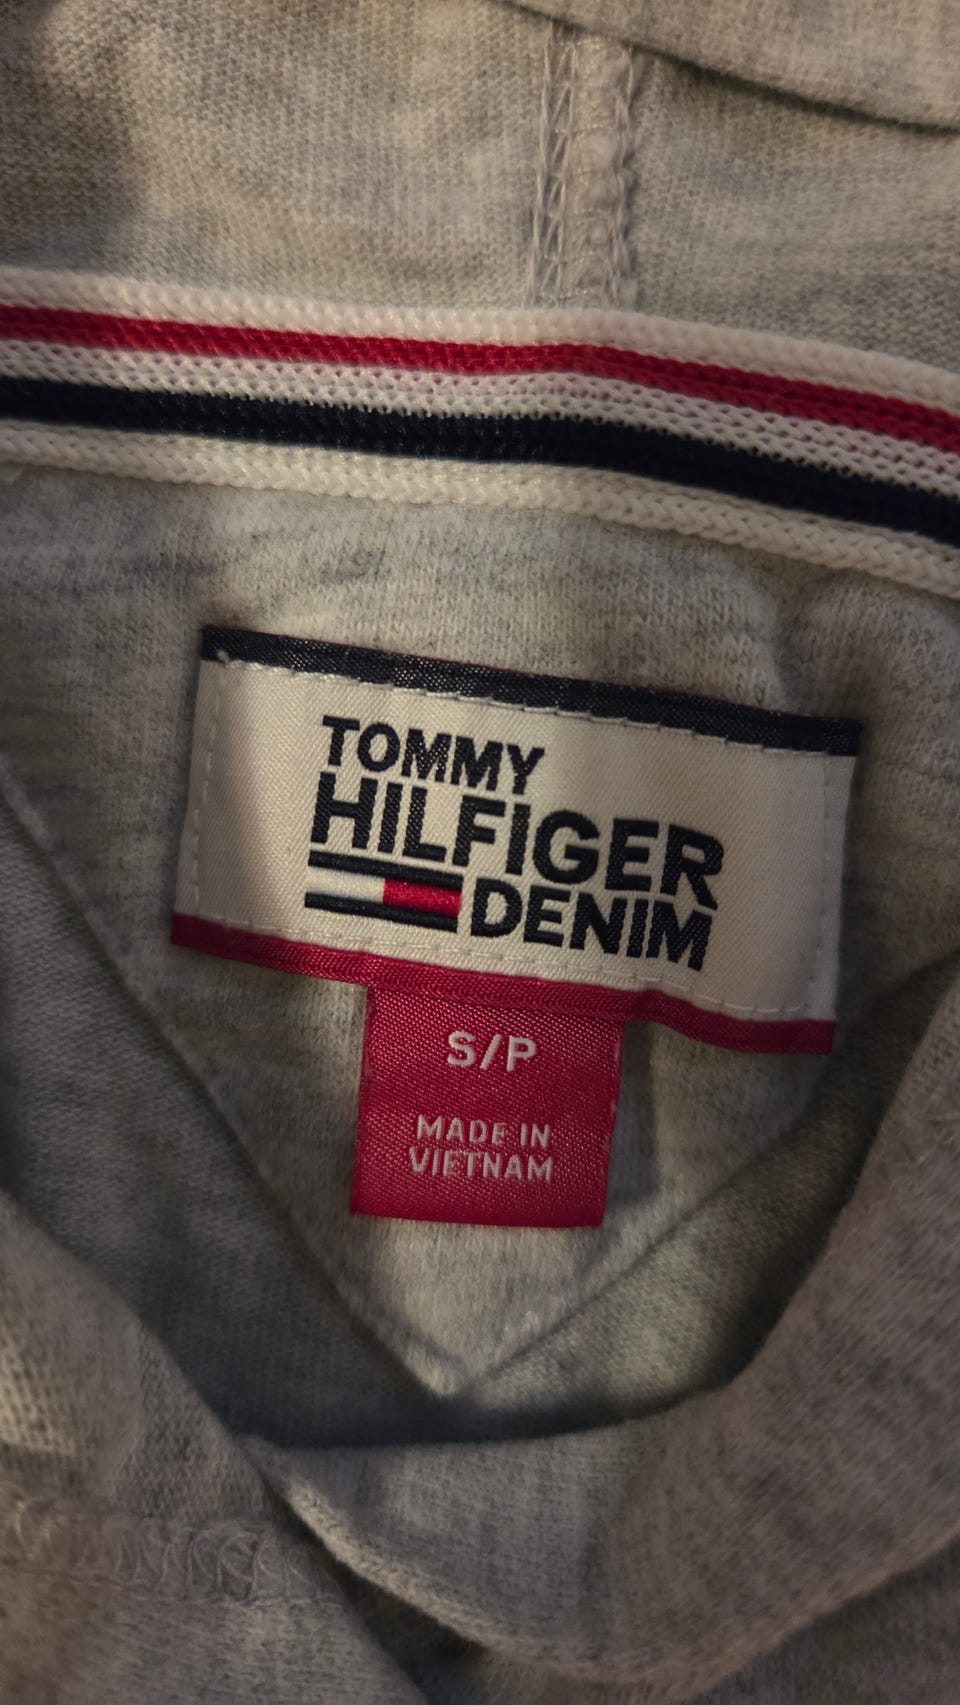 TOMMY
HILFIGER
DENIM
S/P
MADE IN
VIETNAM